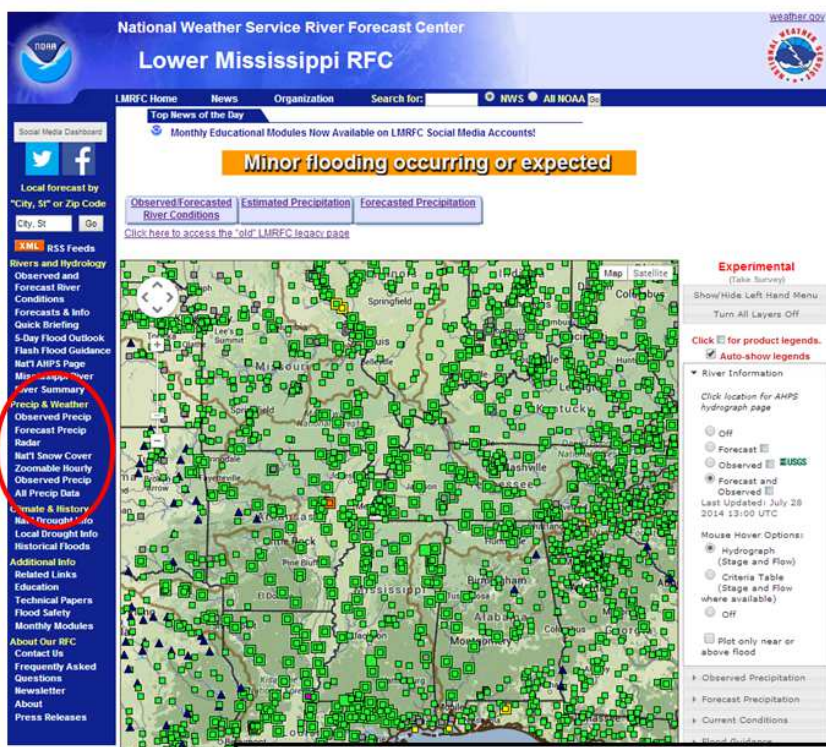 weather.gov
National Weather Service River Forecast Center
Lower Mississippi RFC
NOAA
LMRFC Home News Organization Search for: NWS All NOAA Go
Top News of the Day
Monthly Educational Modules Now Available on LMRFC Social Media Accounts!
Minor flooding occurring or expected
Observed/Forecasted
River Conditions
Estimated Precipitation
Forecasted Precipitation
Click here to access the "old" LMRFC legacy page
Social Media Dashboard
Local forecast by
"City, St" or Zip Code
City, St Go
XML RSS Feeds
Rivers and Hydrology
Observed and
Forecast River
Conditions
Forecasts & Info
Quick Briefing
5-Day Flood Outlook
Flash Flood Guidance
Nat'l AHPS Page
Mississippi River
River Summary
Precip & Weather
Observed Precip
Forecast Precip
Radar
Nat'l Snow Cover
Zoomable Hourly
Observed Precip
All Precip Data
Climate & History
Nat'l Drought Info
Local Drought Info
Historical Floods
Additional Info
Related Links
Education
Technical Papers
Flood Safety
Monthly Modules
About Our RFC
Contact Us
Frequently Asked
Questions
Newsletter
About
Press Releases
Map Satellite
Springfield
Lee's
Summit
Missouri
Kentucky
Nashville
Pine Bluff
Mississippi
Birmingham
Alabama
Montgomery
Experimental
(Take Survey)
Show/Hide Left Hand Menu
Turn All Layers Off
Click for product legends.
Auto-show legends
River Information
Click location for AHPS
hydrograph page
Off
Forecast
Observed USGS
Forecast and
Observed
Last Updated: July 28
2014 13:00 UTC
Mouse Hover Options:
Hydrograph
(Stage and Flow)
Criteria Table
(Stage and Flow
where available)
Off
Plot only near or
above flood
Observed Precipitation
Forecast Precipitation
Current Conditions
Flood Guidance